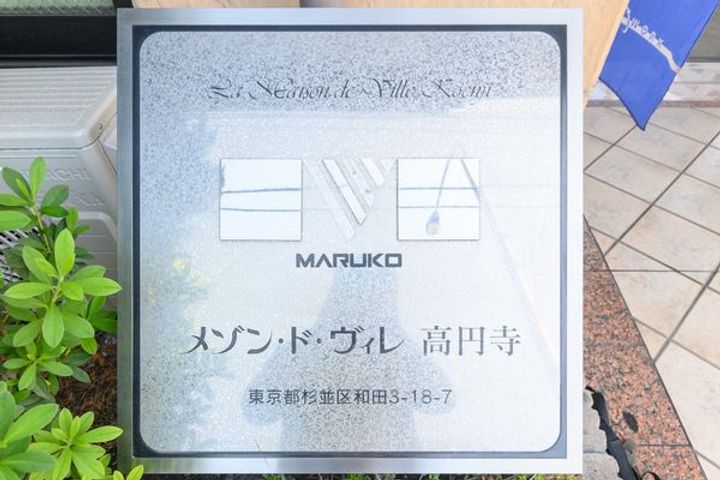 La Maison de Ville Koenji
MARUKO
メゾン・ド・ヴィレ 高円寺
東京都杉並区和田3-18-7